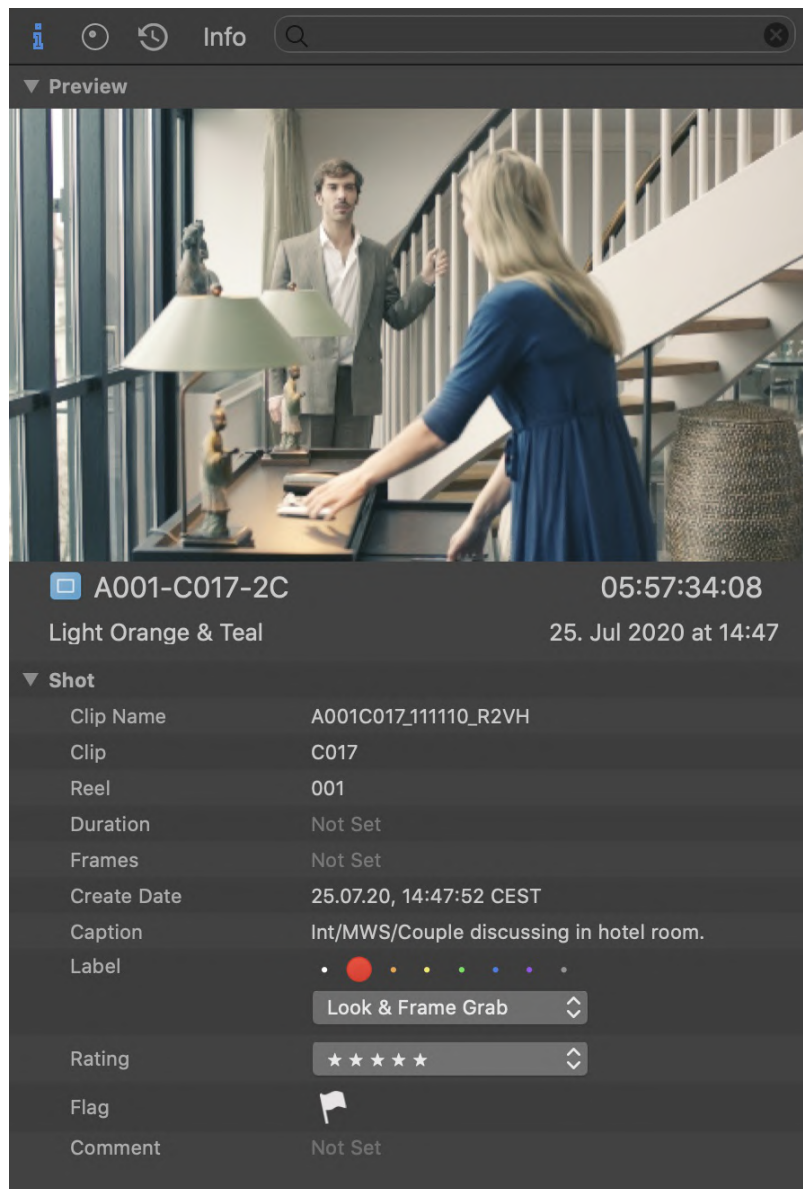 Info
Preview
A001-C017-2C 05:57:34:08
Light Orange & Teal 25. Jul 2020 at 14:47
Shot
Clip Name A001C017_111110_R2VH
Clip C017
Reel 001
Duration Not Set
Frames Not Set
Create Date 25.07.20, 14:47:52 CEST
Caption Int/MWS/Couple discussing in hotel room.
Label
Look & Frame Grab
Rating ★★★★★
Flag
Comment Not Set